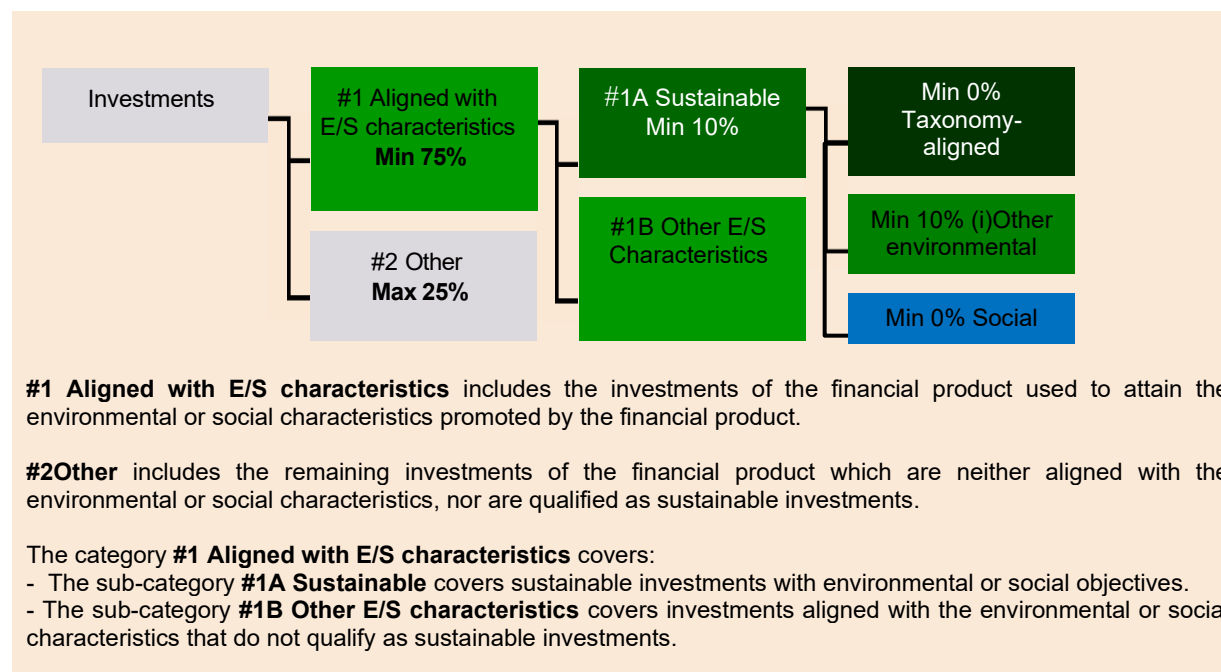 Investments
#1 Aligned with
E/S characteristics
Min 75%
#2 Other
Max 25%
#1A Sustainable
Min 10%
#1B Other E/S
Characteristics
Min 0%
Taxonomy-
aligned
Min 10% (i)Other
environmental
Min 0% Social
#1 Aligned with E/S characteristics includes the investments of the financial product used to attain the
environmental or social characteristics promoted by the financial product.
#2Other includes the remaining investments of the financial product which are neither aligned with the
environmental or social characteristics, nor are qualified as sustainable investments.
The category #1 Aligned with E/S characteristics covers:
- The sub-category #1A Sustainable covers sustainable investments with environmental or social objectives.
- The sub-category #1B Other E/S characteristics covers investments aligned with the environmental or social
characteristics that do not qualify as sustainable investments.